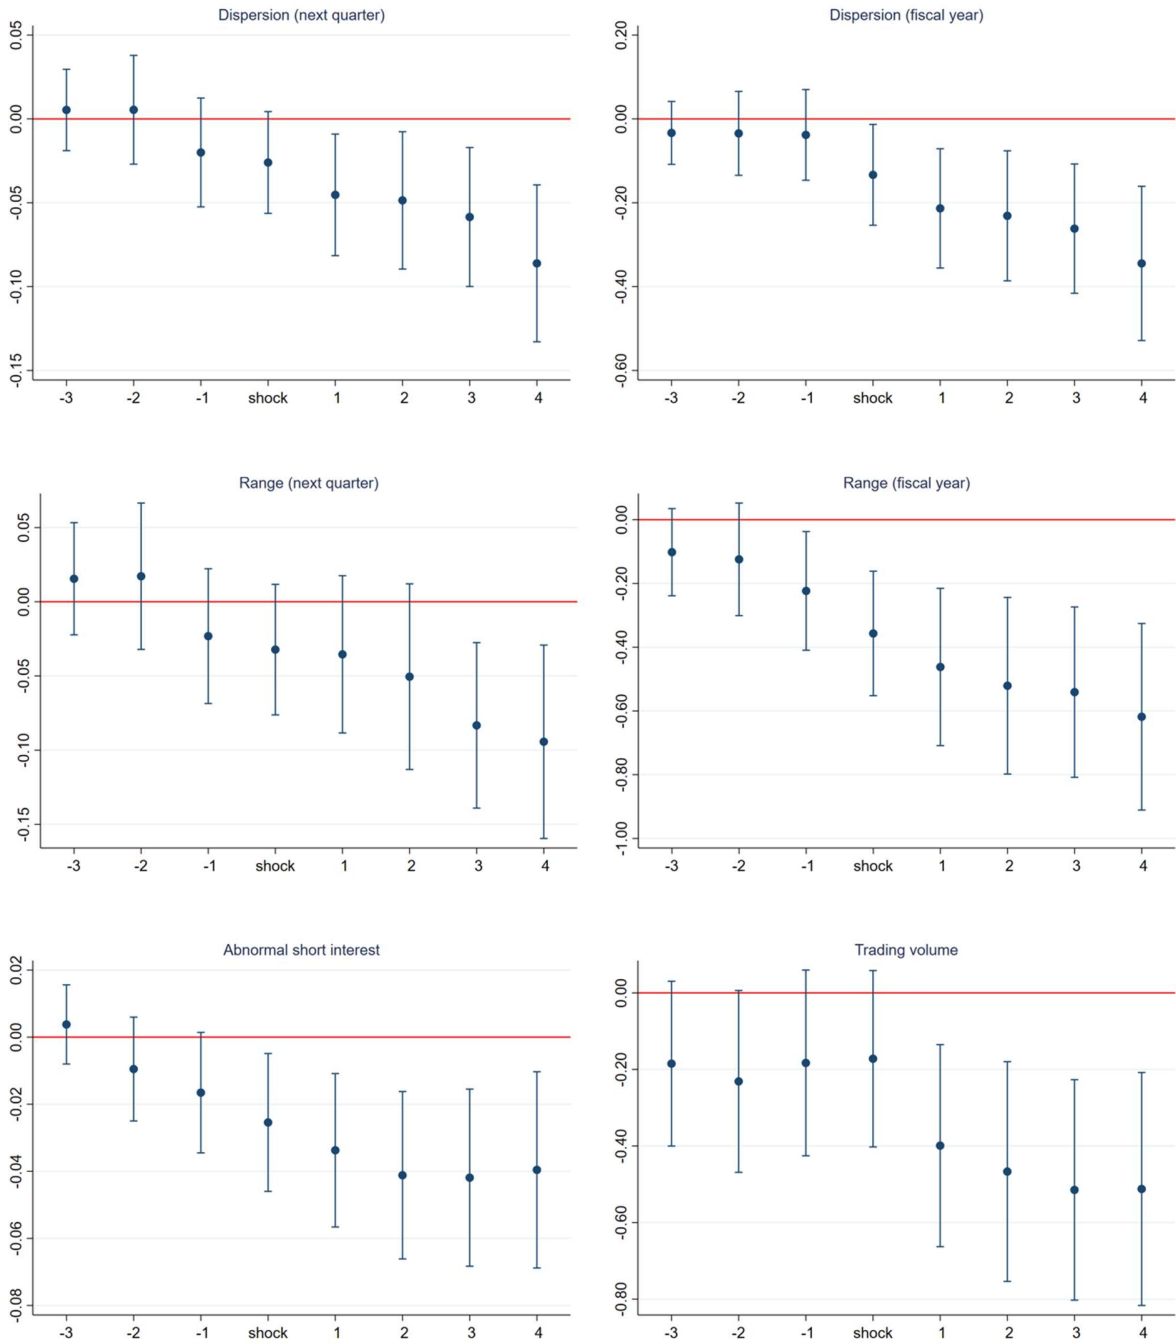 Dispersion (next quarter)
0.05
0.00
-0.05
-0.10
-0.15
-3 -2 -1 shock 1 2 3 4
Dispersion (fiscal year)
0.20
0.00
-0.20
-0.40
-0.60
-3 -2 -1 shock 1 2 3 4
Range (next quarter)
0.05
0.00
-0.05
-0.10
-0.15
-3 -2 -1 shock 1 2 3 4
Range (fiscal year)
0.00
-0.20
-0.40
-0.60
-0.80
-1.00
-3 -2 -1 shock 1 2 3 4
Abnormal short interest
0.02
0.00
-0.02
-0.04
-0.06
-0.08
-3 -2 -1 shock 1 2 3 4
Trading volume
0.00
-0.20
-0.40
-0.60
-0.80
-3 -2 -1 shock 1 2 3 4